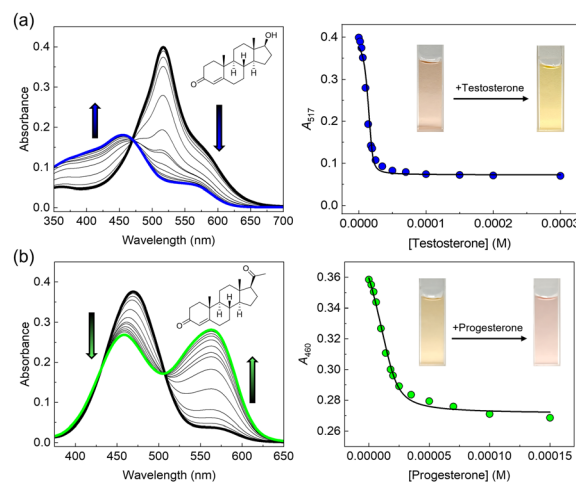 (a)
0.4
0.3
0.2
0.1
0.0
Absorbance
OH
H
H
H
O
350 400 450 500 550 600 650 700
Wavelength (nm)
0.4
0.3
0.2
0.1
0.0
A517
+Testosterone
0.0000 0.0001 0.0002 0.0003
[Testosterone] (M)
(b)
0.4
0.3
0.2
0.1
0.0
Absorbance
O
H
H
H
O
400 450 500 550 600 650
Wavelength (nm)
0.36
0.34
0.32
0.30
0.28
0.26
A460
+Progesterone
0.00000 0.00005 0.00010 0.00015
[Progesterone] (M)